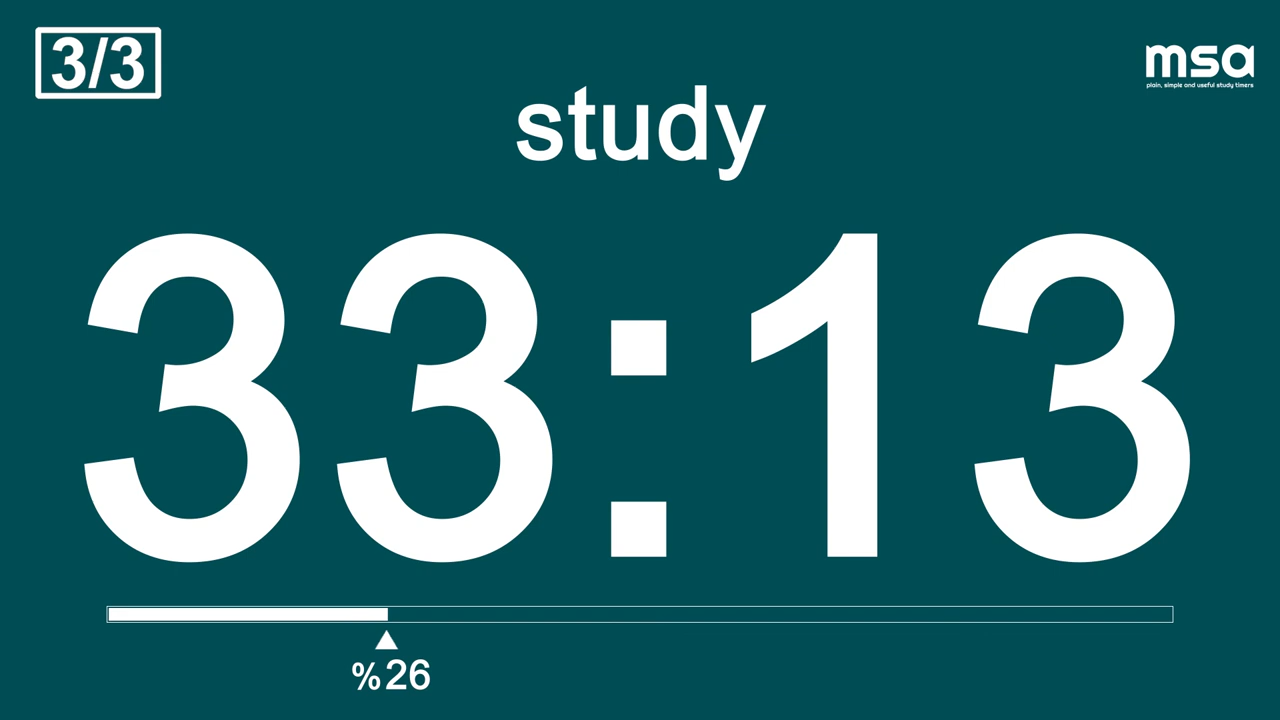 3/3
msa
plain, simple and useful study timers
study
33:13
%26